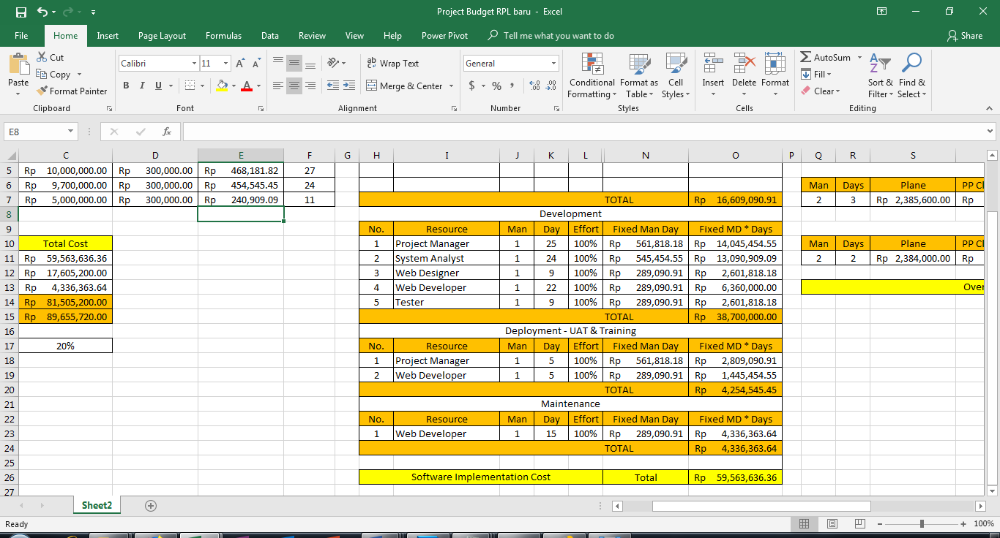 Project Budget RPL baru - Excel
File Home Insert Page Layout Formulas Data Review View Help Power Pivot Tell me what you want to do Share
Paste Cut Copy Format Painter
Calibri 11 A A
B I U A
Wrap Text
Merge & Center
General
$ % , .00 .0 .00
Conditional Formatting Format as Table Cell Styles
Insert Delete Format
AutoSum Fill Clear
Sort & Filter Find & Select
Clipboard Font Alignment Number Styles Cells Editing
E8 fx
C D E F G H I J K L N O P Q R S
5 Rp 10,000,000.00 Rp 300,000.00 Rp 468,181.82 27
6 Rp 9,700,000.00 Rp 300,000.00 Rp 454,545.45 24 Man Days Plane
7 Rp 5,000,000.00 Rp 300,000.00 Rp 240,909.09 11 TOTAL Rp 16,609,090.91 2 3 Rp 2,385,600.00 Rp
8 Development
9 No. Resource Man Day Effort Fixed Man Day Fixed MD * Days
10 Total Cost 1 Project Manager 1 25 100% Rp 561,818.18 Rp 14,045,454.55 Man Days Plane
11 Rp 59,563,636.36 2 System Analyst 1 24 100% Rp 545,454.55 Rp 13,090,909.09 2 2 Rp 2,384,000.00 Rp
12 Rp 17,605,200.00 3 Web Designer 1 9 100% Rp 289,090.91 Rp 2,601,818.18
13 Rp 4,336,363.64 4 Web Developer 1 22 100% Rp 289,090.91 Rp 6,360,000.00
14 Rp 81,505,200.00 5 Tester 1 9 100% Rp 289,090.91 Rp 2,601,818.18
15 Rp 89,655,720.00 TOTAL Rp 38,700,000.00
16 Deployment - UAT & Training
17 20% No. Resource Man Day Effort Fixed Man Day Fixed MD * Days
18 1 Project Manager 1 5 100% Rp 561,818.18 Rp 2,809,090.91
19 2 Web Developer 1 5 100% Rp 289,090.91 Rp 1,445,454.55
20 TOTAL Rp 4,254,545.45
21 Maintenance
22 No. Resource Man Day Effort Fixed Man Day Fixed MD * Days
23 1 Web Developer 1 15 100% Rp 289,090.91 Rp 4,336,363.64
24 TOTAL Rp 4,336,363.64
25
26 Software Implementation Cost Total Rp 59,563,636.36
27
Sheet2
Ready 100%